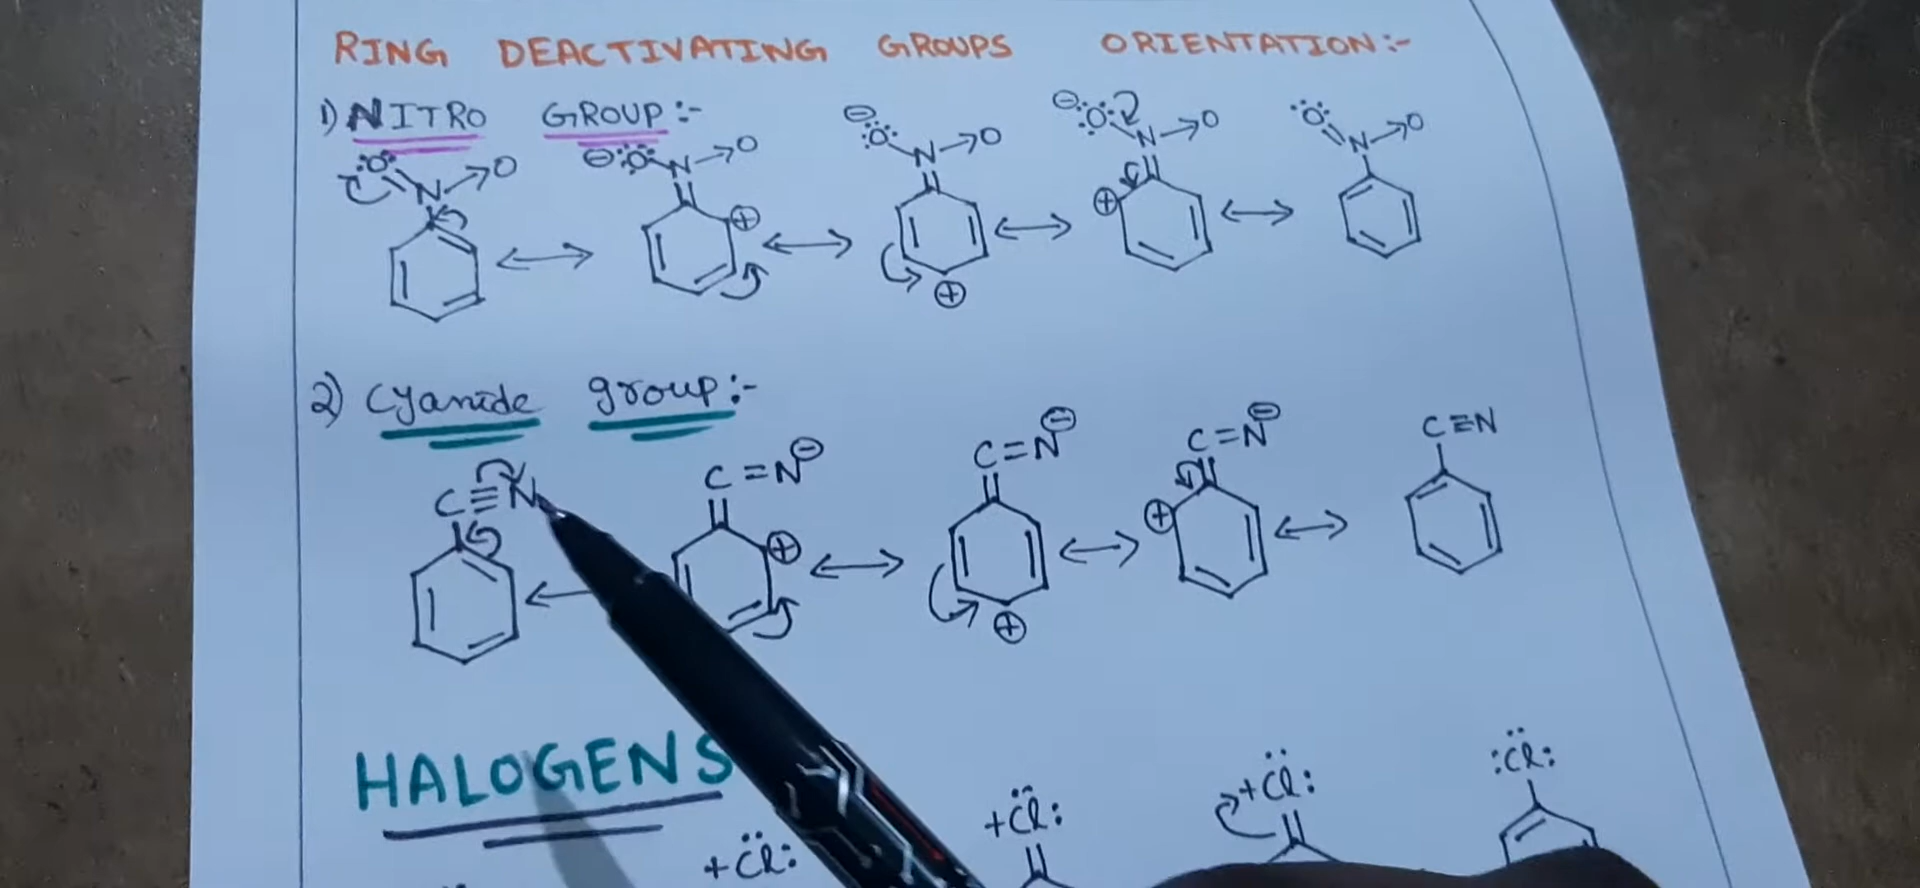 RING DEACTIVATING GROUPS ORIENTATION:-
1) NITRO GROUP:-
:Ö N→O
⊖:Ö: N→O
⊖ :Ö: N→O
⊖:Ö: N→O
:Ö: N→O
⊕
⊕
⊕
2) Cyanide group:-
C≡N
C=N⊖
C=N⊖
C=N⊖
C≡N
⊕
⊕
⊕
HALOGENS
+C̈l:
+C̈l:
+C̈l:
:C̈l: